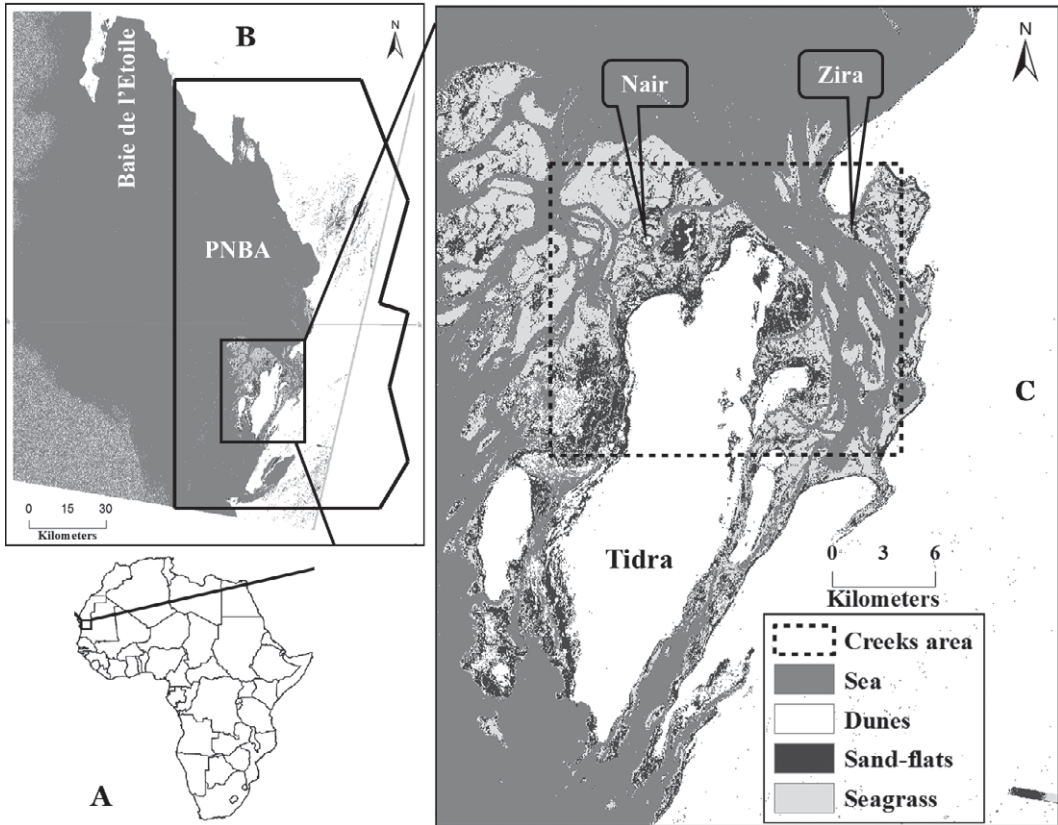 B
N
Baie de l'Etoile
PNBA
0 15 30
Kilometers
A
N
Nair
Zira
C
Tidra
0 3 6
Kilometers
Creeks area
Sea
Dunes
Sand-flats
Seagrass